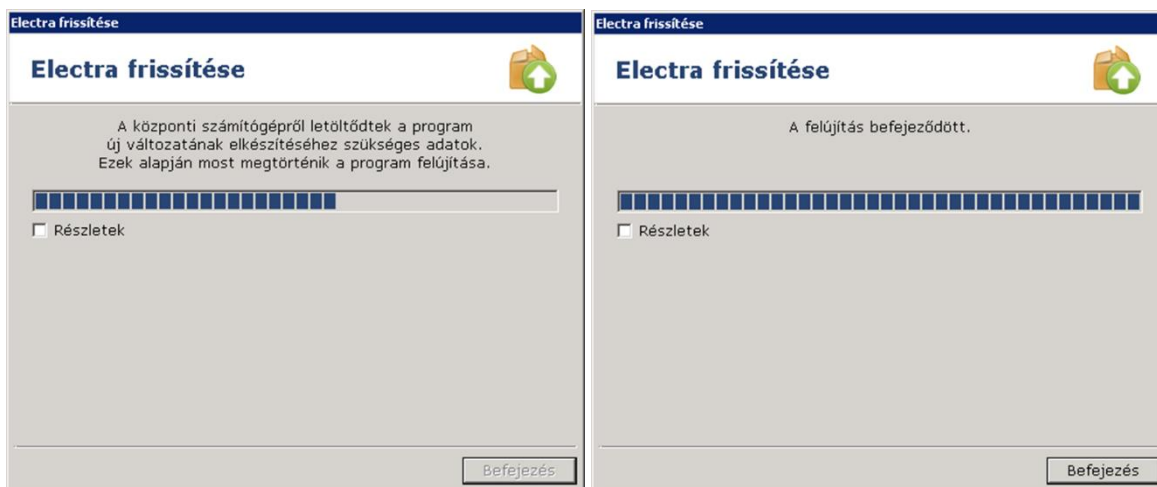 Electra frissítése
Electra frissítése
A központi számítógépről letöltődtek a program
új változatának elkészítéséhez szükséges adatok.
Ezek alapján most megtörténik a program felújítása.
Részletek
Befejezés
Electra frissítése
Electra frissítése
A felújítás befejeződött.
Részletek
Befejezés